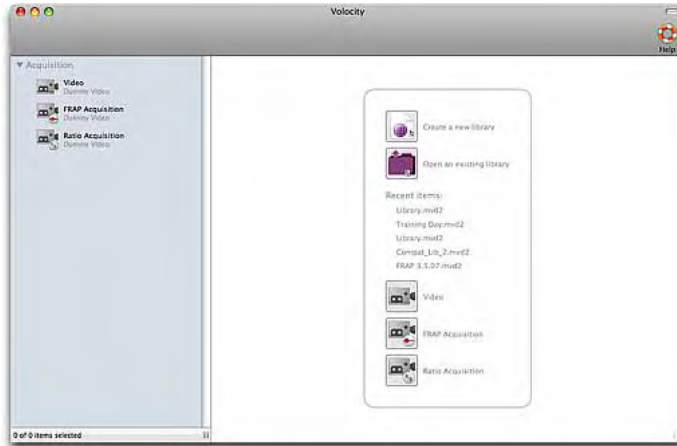 Volocity
Help
Acquisition
Video
Dummy Video
FRAP Acquisition
Dummy Video
Ratio Acquisition
Dummy Video
0 of 0 items selected
Create a new library
Open an existing library
Recent items:
Library.mvd2
Training Day.mvd2
Library.mvd2
Compat_Lib_2.mvd2
FRAP 3.5.07.mvd2
Video
FRAP Acquisition
Ratio Acquisition